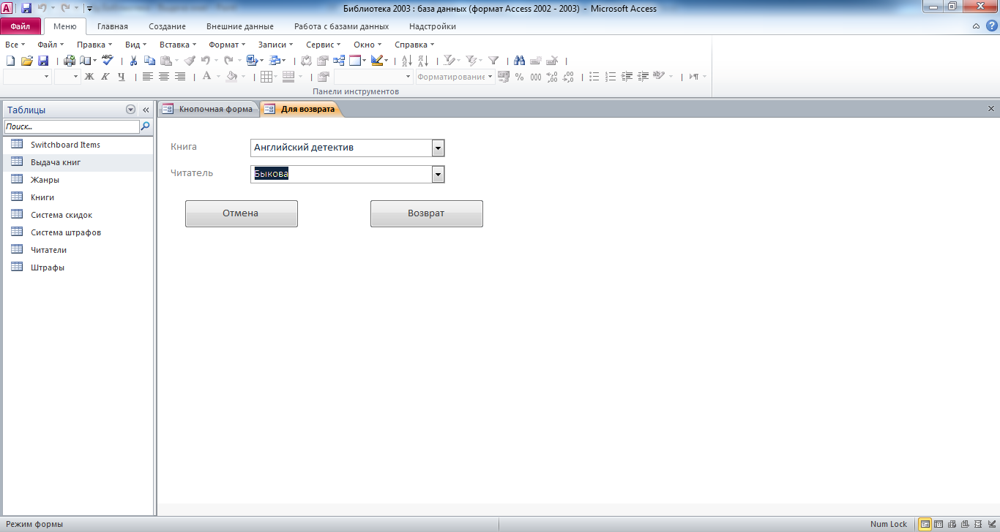 Библиотека 2003 : база данных (формат Access 2002 - 2003) - Microsoft Access
Файл Меню Главная Создание Внешние данные Работа с базами данных Надстройки
Все Файл Правка Вид Вставка Формат Записи Сервис Окно Справка
Ж К Ч Форматирование % 000
Панели инструментов
Таблицы
Поиск...
Switchboard Items
Выдача книг
Жанры
Книги
Система скидок
Система штрафов
Читатели
Штрафы
Кнопочная форма Для возврата
Книга Английский детектив
Читатель Быкова
Отмена Возврат
Режим формы Num Lock